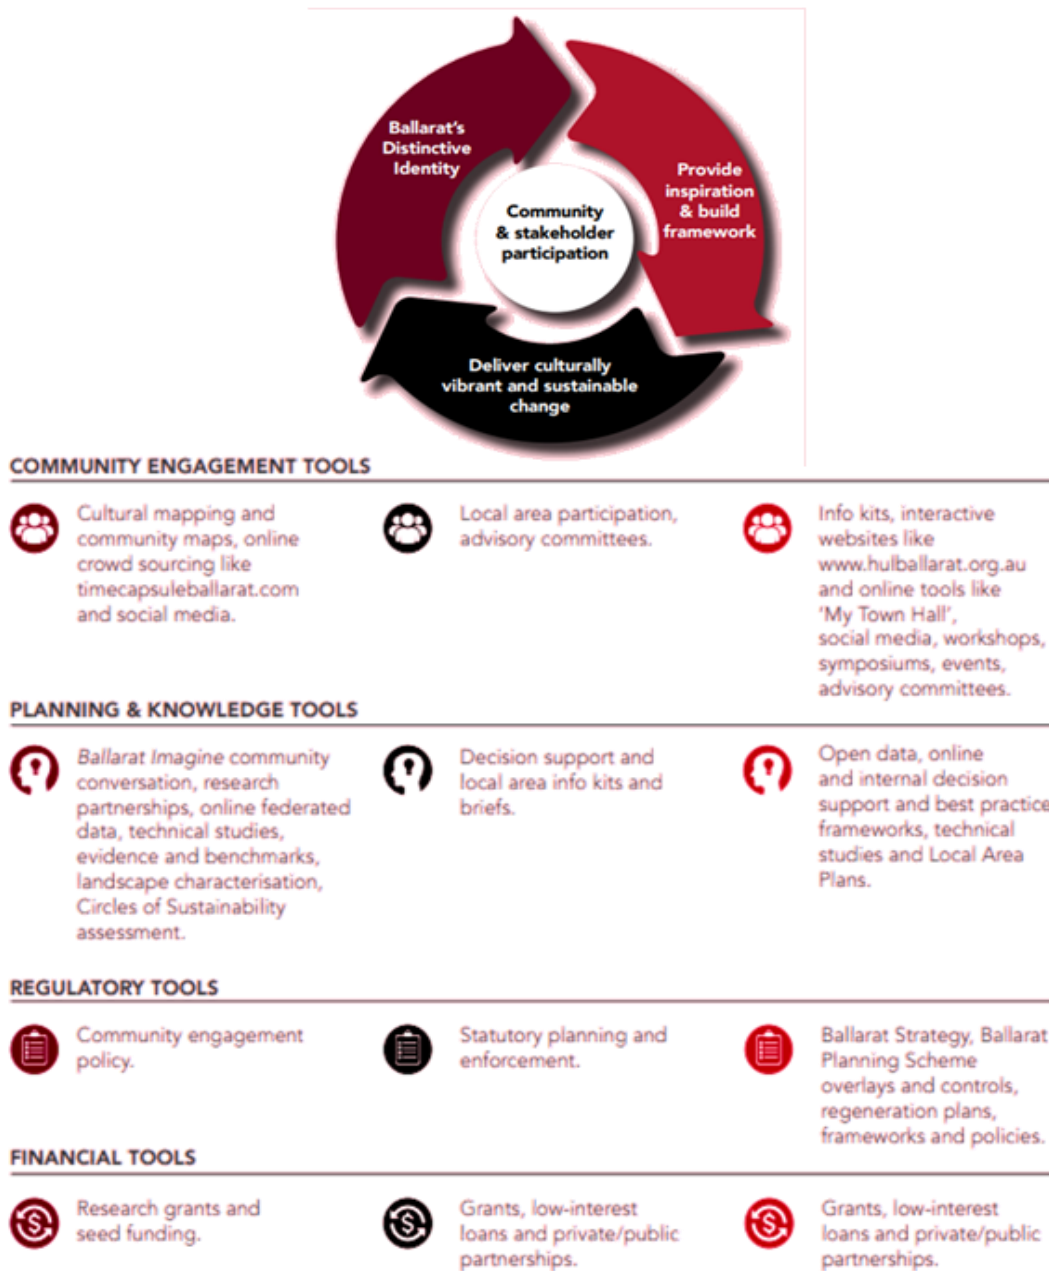 Ballarat's
Distinctive
Identity
Provide
inspiration
& build
framework
Community
& stakeholder
participation
Deliver culturally
vibrant and sustainable
change
COMMUNITY ENGAGEMENT TOOLS
Cultural mapping and
community maps, online
crowd sourcing like
timecapsuleballarat.com
and social media.
Local area participation,
advisory committees.
Info kits, interactive
websites like
www.hulballarat.org.au
and online tools like
'My Town Hall',
social media, workshops,
symposiums, events,
advisory committees.
PLANNING & KNOWLEDGE TOOLS
Ballarat Imagine community
conversation, research
partnerships, online federated
data, technical studies,
evidence and benchmarks,
landscape characterisation,
Circles of Sustainability
assessment.
Decision support and
local area info kits and
briefs.
Open data, online
and internal decision
support and best practice
frameworks, technical
studies and Local Area
Plans.
REGULATORY TOOLS
Community engagement
policy.
Statutory planning and
enforcement.
Ballarat Strategy, Ballarat
Planning Scheme
overlays and controls,
regeneration plans,
frameworks and policies.
FINANCIAL TOOLS
Research grants and
seed funding.
Grants, low-interest
loans and private/public
partnerships.
Grants, low-interest
loans and private/public
partnerships.